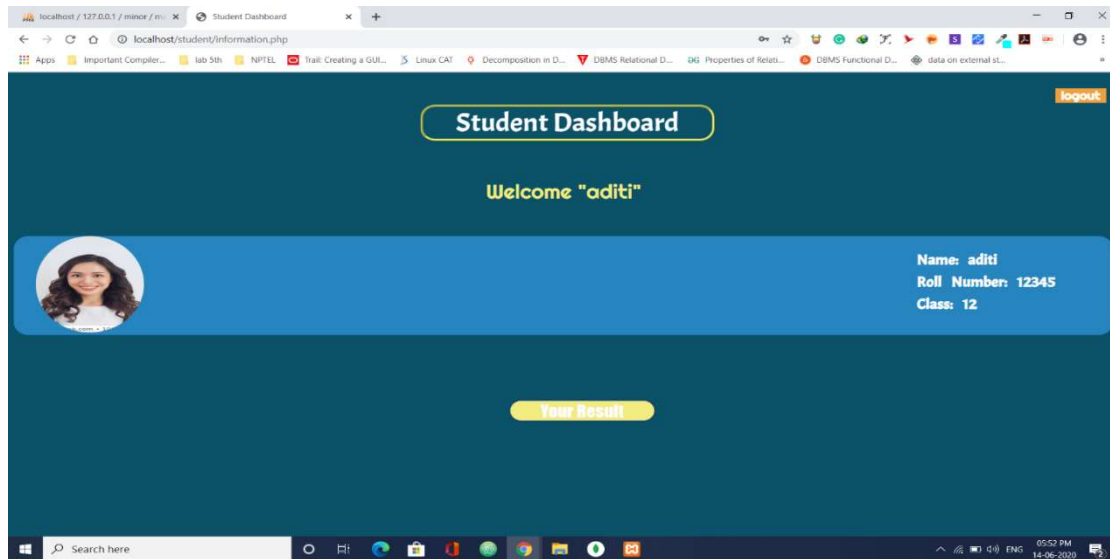 localhost / 127.0.0.1 / minor / m
Student Dashboard
localhost/student/information.php
Apps
Important Compiler...
lab 5th
NPTEL
Trail: Creating a GUI...
Linux CAT
Decomposition in D...
DBMS Relational D...
Properties of Relati...
DBMS Functional D...
data on external st...
logout
Student Dashboard
Welcome "aditi"
Name: aditi
Roll Number: 12345
Class: 12
Your Result
Search here
ENG
05:52 PM
14-06-2020